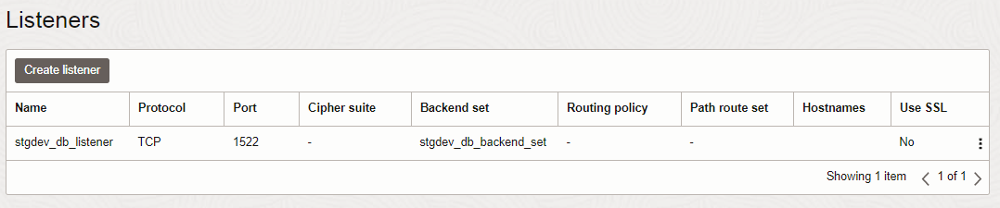 Listeners
Create listener
Name Protocol Port Cipher suite Backend set Routing policy Path route set Hostnames Use SSL
stgdev_db_listener TCP 1522 - stgdev_db_backend_set - - No
Showing 1 item 1 of 1